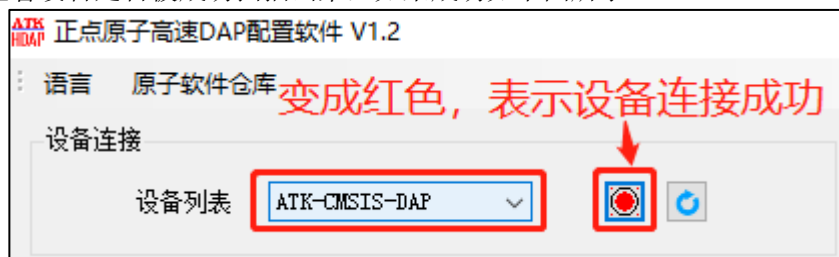 ATK
HDAP 正点原子高速DAP配置软件 V1.2
语言 原子软件仓库
变成红色，表示设备连接成功
设备连接
设备列表 ATK-CMSIS-DAP